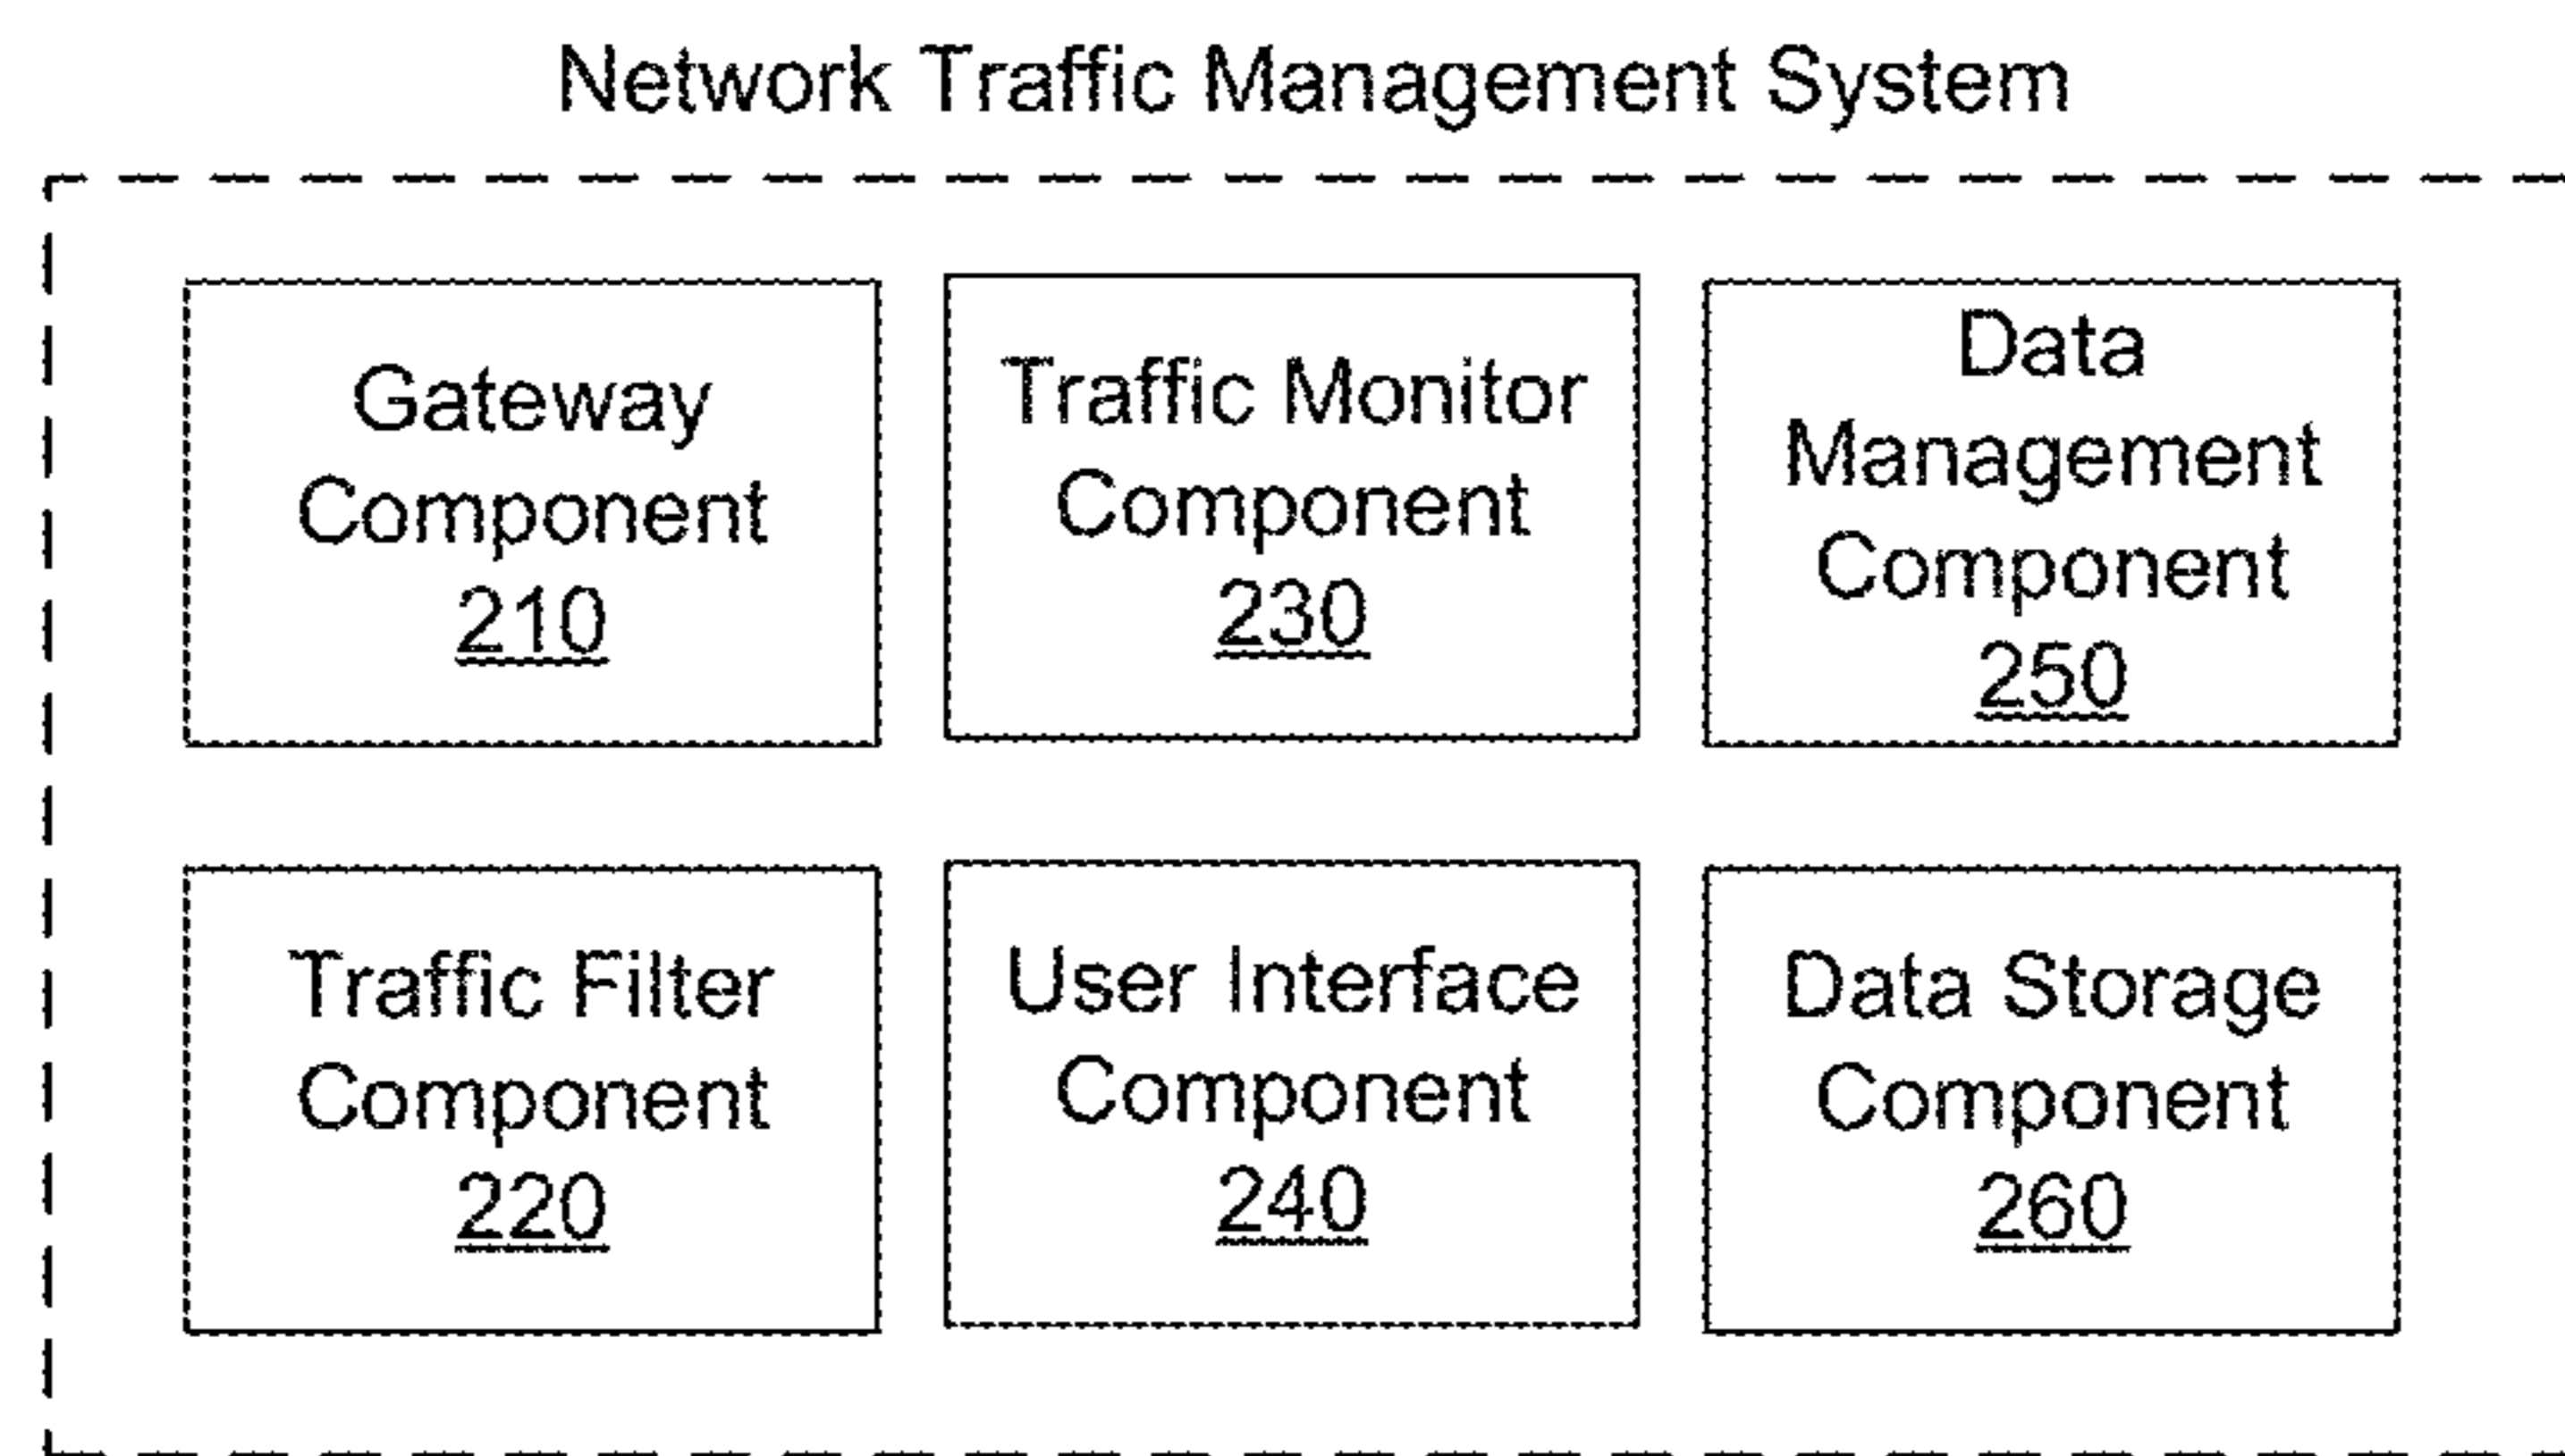 Network Traffic Management System
Gateway
Component
210
Traffic Monitor
Component
230
Data
Management
Component
250
Traffic Filter
Component
220
User Interface
Component
240
Data Storage
Component
260